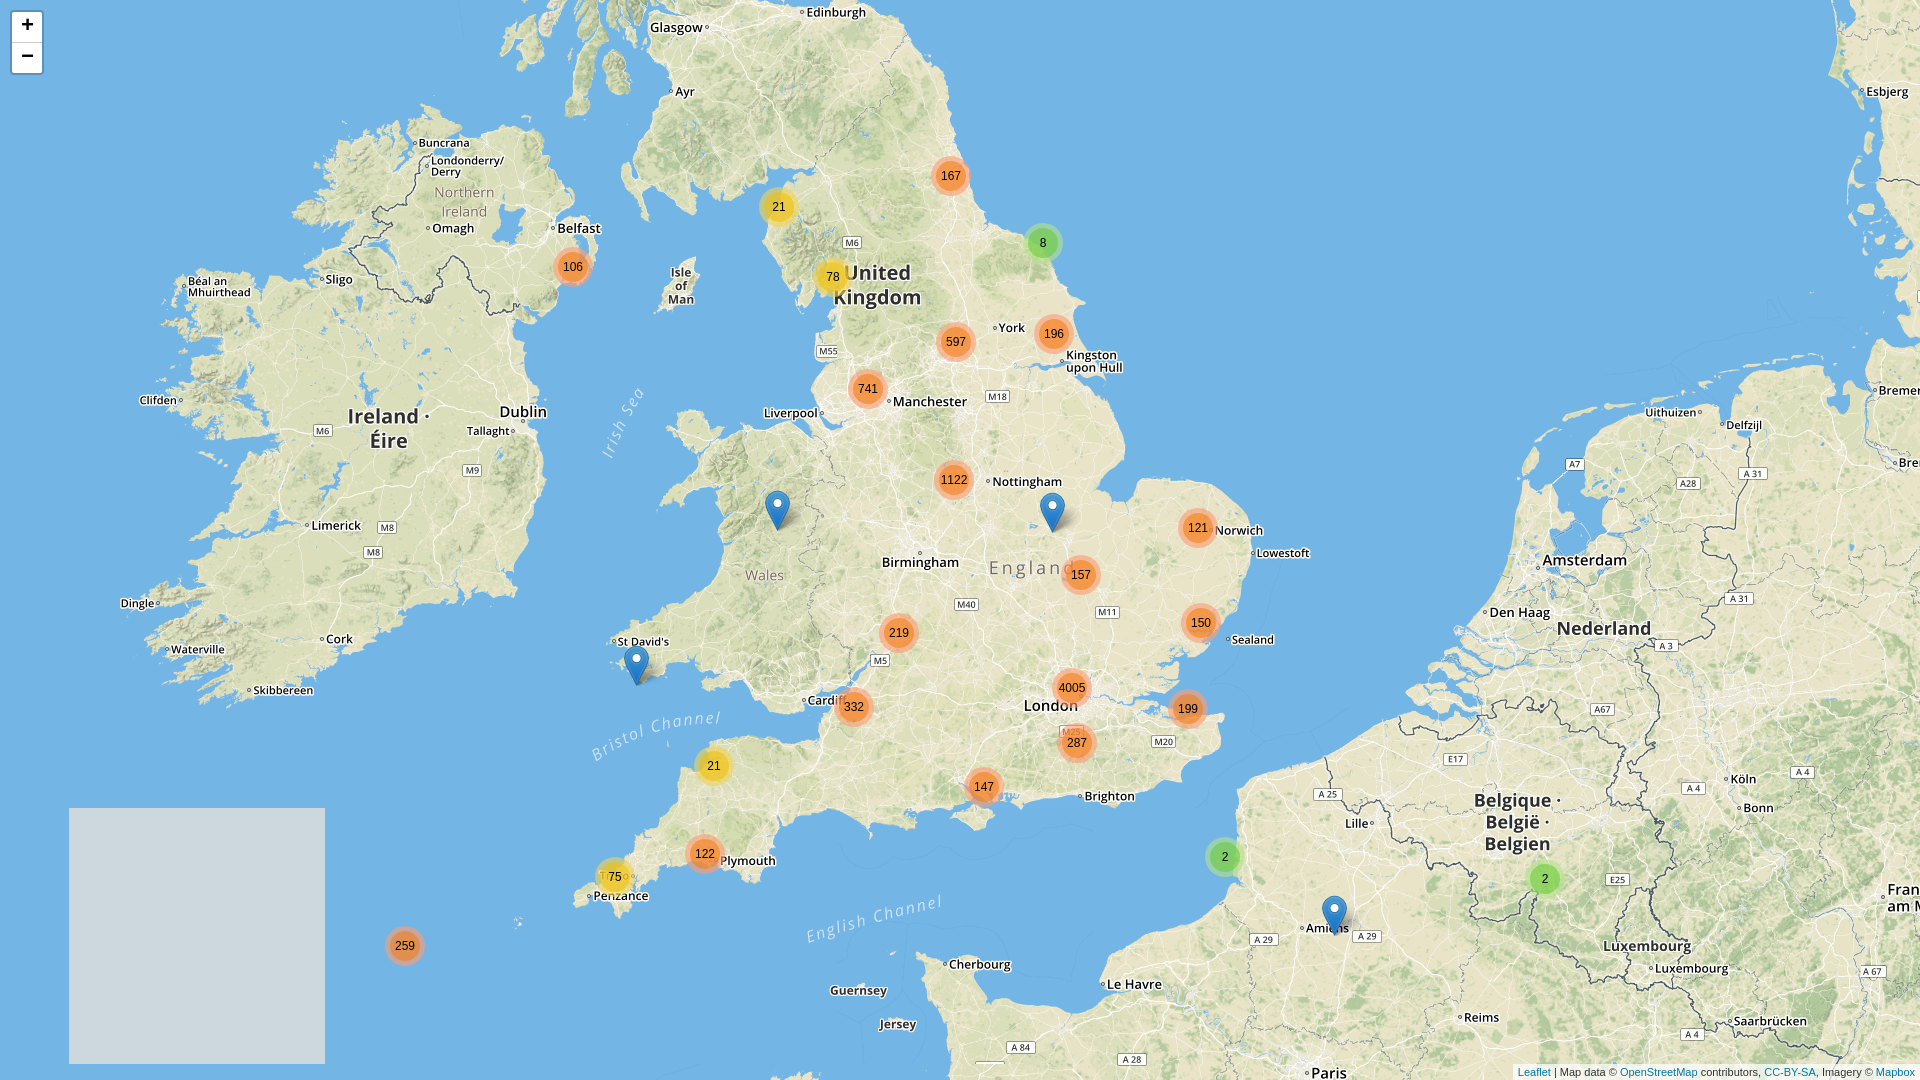 +
−
Edinburgh
Glasgow
Ayr
Esbjerg
Buncrana
Londonderry/
Derry
Northern
Ireland
Omagh
Belfast
167
21
M6
8
106
78
United
Kingdom
Isle
of
Man
Béal an
Mhuirthead
Sligo
York
196
597
Kingston
upon Hull
M55
741
Manchester
M18
Liverpool
Irish Sea
Clifden
Ireland ·
Éire
Dublin
Tallaght
M6
M9
Uithuizen
Delfzijl
A7
A 31
A28
1122
Nottingham
121
Norwich
Lowestoft
Limerick
M8
M8
Birmingham
England
157
Wales
Amsterdam
Dingle
M40
M11
A 31
Den Haag
Nederland
150
Sealand
219
Cork
Waterville
St David's
M5
A 3
Skibbereen
4005
London
Cardiff
332
199
A67
Bristol Channel
M25
287
M20
E17
21
147
Brighton
A 25
Köln
A 4
A 4
Bonn
Belgique ·
België ·
Belgien
Lille
122
Plymouth
2
75
Penzance
2
E25
English Channel
259
Amiens
A 29
A 29
Luxembourg
Luxembourg
A 67
Cherbourg
Le Havre
Guernsey
Jersey
Reims
Saarbrücken
A 4
A 84
A 28
Paris
Leaflet | Map data © OpenStreetMap contributors, CC-BY-SA, Imagery © Mapbox